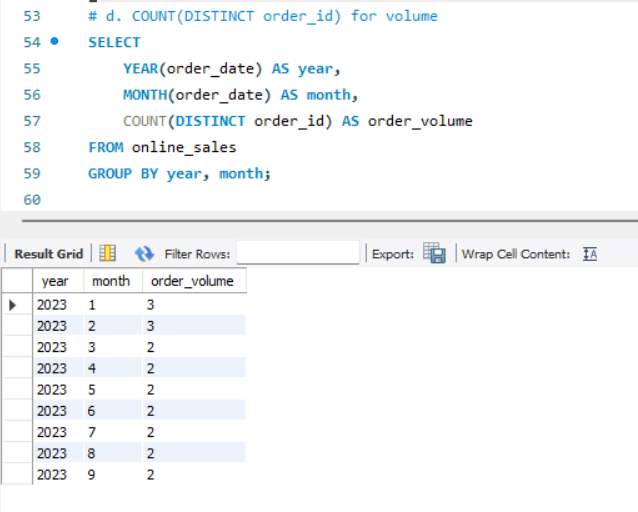 53 # d. COUNT(DISTINCT order_id) for volume
54 SELECT
55 YEAR(order_date) AS year,
56 MONTH(order_date) AS month,
57 COUNT(DISTINCT order_id) AS order_volume
58 FROM online_sales
59 GROUP BY year, month;
60
Result Grid Filter Rows: Export: Wrap Cell Content: IA
year month order_volume
2023 1 3
2023 2 3
2023 3 2
2023 4 2
2023 5 2
2023 6 2
2023 7 2
2023 8 2
2023 9 2